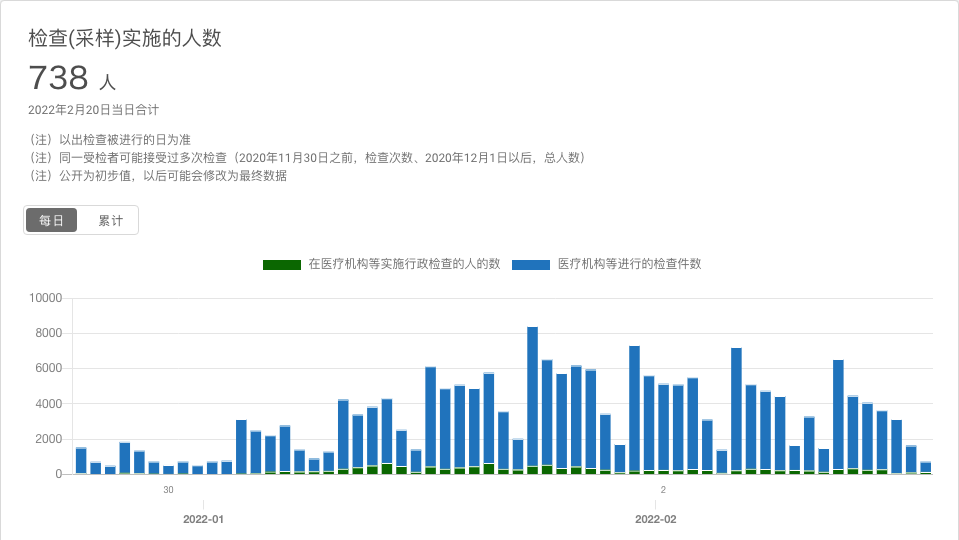 检查(采样)实施的人数
738 人
2022年2月20日当日合计
（注）以出检查被进行的日为准
（注）同一受检者可能接受过多次检查（2020年11月30日之前，检查次数、2020年12月1日以后，总人数）
（注）公开为初步值，以后可能会修改为最终数据
每日 累计
在医疗机构等实施行政检查的人的数 医疗机构等进行的检查件数
10000
8000
6000
4000
2000
0
30 2
2022-01 2022-02